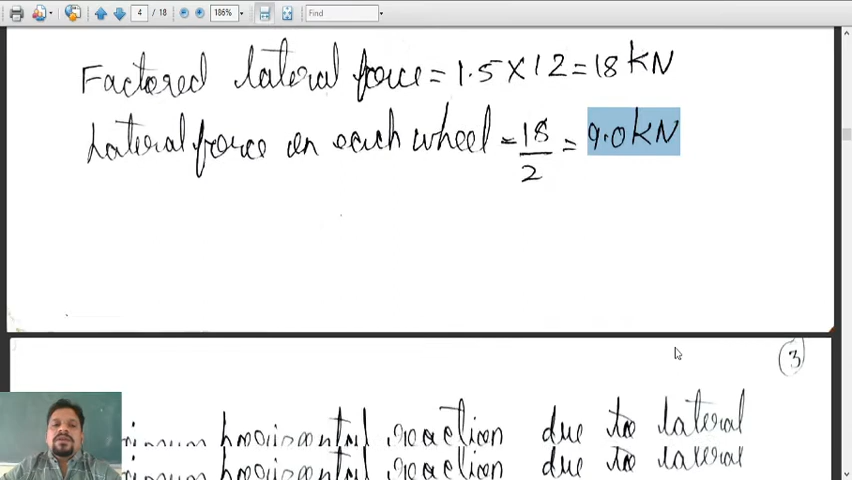 4 / 18 186% Find
Factored lateral force = 1.5 X 12 = 18 kN
Lateral force on each wheel = 18/2 = 9.0 kN
3
horizontal reaction due to lateral
horizontal reaction due to lateral